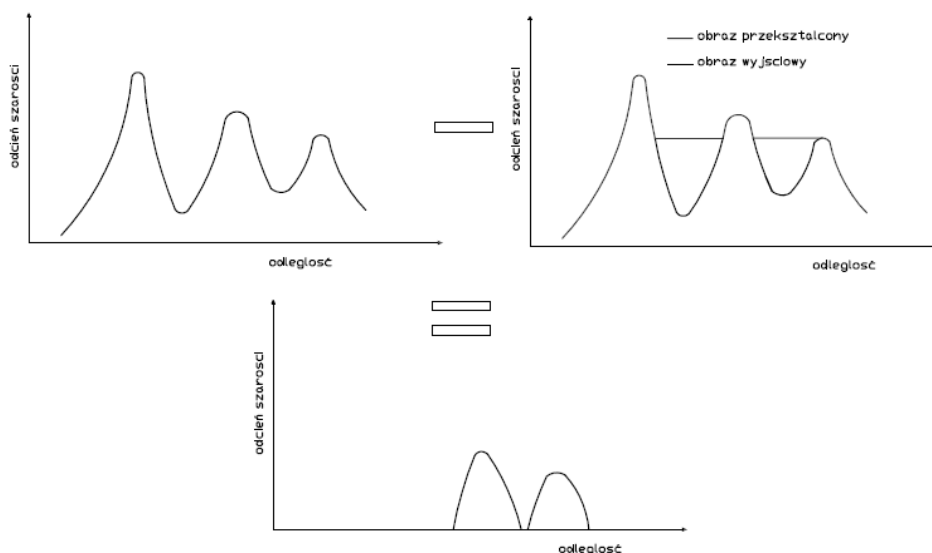 odcień szarości
odległość
obraz przekształcony
obraz wyjściowy
odcień szarości
odległość
odcień szarości
odległość